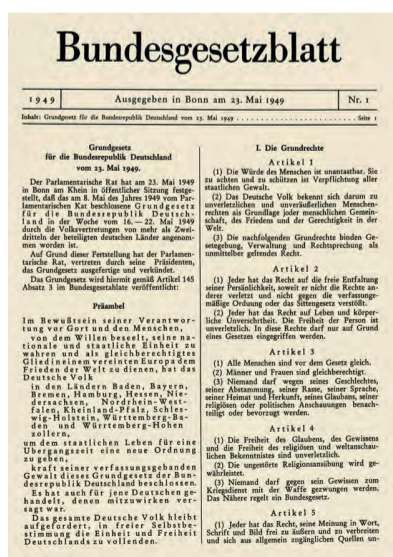 Bundesgesetzblatt
1949
Ausgegeben in Bonn am 23. Mai 1949
Nr. 1
Inhalt: Grundgesetz für die Bundesrepublik Deutschland vom 23. Mai 1949 . . . . . . . . . . . . . . . . . . . . . . . . Seite 1
Grundgesetz
für die Bundesrepublik Deutschland
vom 23. Mai 1949.
Der Parlamentarische Rat hat am 23. Mai 1949
in Bonn am Rhein in öffentlicher Sitzung festge-
stellt, daß das am 8. Mai des Jahres 1949 vom Par-
lamentarischen Rat beschlossene Grundgesetz
für die Bundesrepublik Deutsch-
land in der Woche vom 16.—22. Mai 1949
durch die Volksvertretungen von mehr als Zwei-
dritteln der beteiligten deutschen Länder angenom-
men worden ist.
Auf Grund dieser Feststellung hat der Parlamen-
tarische Rat, vertreten durch seine Präsidenten,
das Grundgesetz ausgefertigt und verkündet.
Das Grundgesetz wird hiermit gemäß Artikel 145
Absatz 3 im Bundesgesetzblatt veröffentlicht:
Präambel
Im Bewußtsein seiner Verantwor-
tung vor Gott und den Menschen,
von dem Willen beseelt, seine na-
tionale und staatliche Einheit zu
wahren und als gleichberechtigtes
Glied in einem vereinten Europa dem
Frieden der Welt zu dienen, hat das
Deutsche Volk
in den Ländern Baden, Bayern,
Bremen, Hamburg, Hessen, Nie-
dersachsen, Nordrhein-West-
falen, Rheinland-Pfalz, Schles-
wig-Holstein, Württemberg-Ba-
den und Württemberg-Hohen
zollern,
um dem staatlichen Leben für eine
Übergangszeit eine neue Ordnung
zu geben,
kraft seiner verfassungsgebenden
Gewalt dieses Grundgesetz der Bun-
desrepublik Deutschland beschlossen.
Es hat auch für jene Deutschen ge-
handelt, denen mitzuwirken ver-
sagt war.
Das gesamte Deutsche Volk bleibt
aufgefordert, in freier Selbstbe-
stimmung die Einheit und Freiheit
Deutschlands zu vollenden.
I. Die Grundrechte
Artikel 1
(1) Die Würde des Menschen ist unantastbar. Sie
zu achten und zu schützen ist Verpflichtung aller
staatlichen Gewalt.
(2) Das Deutsche Volk bekennt sich darum zu
unverletzlichen und unveräußerlichen Menschen-
rechten als Grundlage jeder menschlichen Gemein-
schaft, des Friedens und der Gerechtigkeit in der
Welt.
(3) Die nachfolgenden Grundrechte binden Ge-
setzgebung, Verwaltung und Rechtsprechung als
unmittelbar geltendes Recht.
Artikel 2
(1) Jeder hat das Recht auf die freie Entfaltung
seiner Persönlichkeit, soweit er nicht die Rechte an-
derer verletzt und nicht gegen die verfassungs-
mäßige Ordnung oder das Sittengesetz verstößt.
(2) Jeder hat das Recht auf Leben und körper-
liche Unversehrtheit. Die Freiheit der Person ist
unverletzlich. In diese Rechte darf nur auf Grund
eines Gesetzes eingegriffen werden.
Artikel 3
(1) Alle Menschen sind vor dem Gesetz gleich.
(2) Männer und Frauen sind gleichberechtigt.
(3) Niemand darf wegen seines Geschlechtes,
seiner Abstammung, seiner Rasse, seiner Sprache,
seiner Heimat und Herkunft, seines Glaubens, seiner
religiösen oder politischen Anschauungen benach-
teiligt oder bevorzugt werden.
Artikel 4
(1) Die Freiheit des Glaubens, des Gewissens
und die Freiheit des religiösen und weltanschau-
lichen Bekenntnisses sind unverletzlich.
(2) Die ungestörte Religionsausübung wird ge-
währleistet.
(3) Niemand darf gegen sein Gewissen zum
Kriegsdienst mit der Waffe gezwungen werden.
Das Nähere regelt ein Bundesgesetz.
Artikel 5
(1) Jeder hat das Recht, seine Meinung in Wort,
Schrift und Bild frei zu äußern und zu verbreiten
und sich aus allgemein zugänglichen Quellen un-